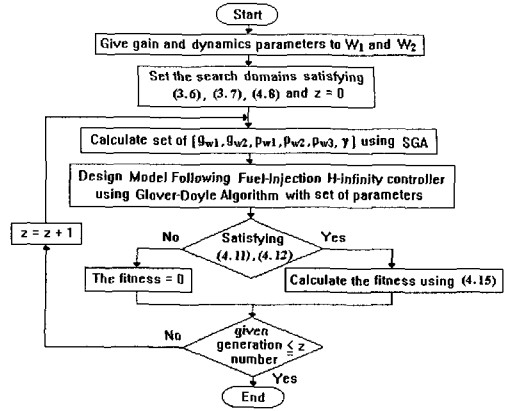 Start
Give gain and dynamics parameters to W1 and W2
Set the search domains satisfying
(3.6), (3.7), (4.8) and z = 0
Calculate set of [gw1, gw2, pw1, pw2, pw3, γ] using SGA
Design Model Following Fuel-Injection H-infinity controller
using Glover-Doyle Algorithm with set of parameters
z = z + 1
No
Satisfying
(4.11), (4.12)
Yes
The fitness = 0
Calculate the fitness using (4.15)
No
given
generation ≤ z
number
Yes
End